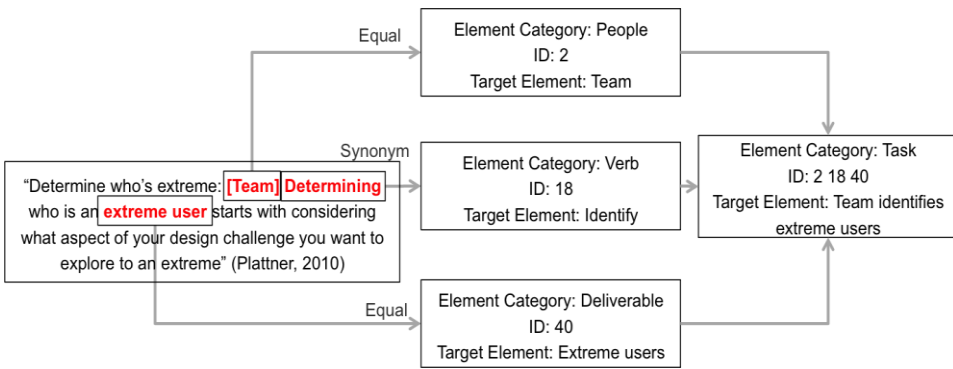 Equal
Element Category: People
ID: 2
Target Element: Team
Synonym
Element Category: Verb
ID: 18
Target Element: Identify
Element Category: Task
ID: 2 18 40
Target Element: Team identifies
extreme users
“Determine who’s extreme: [Team] Determining
who is an extreme user starts with considering
what aspect of your design challenge you want to
explore to an extreme” (Plattner, 2010)
Equal
Element Category: Deliverable
ID: 40
Target Element: Extreme users